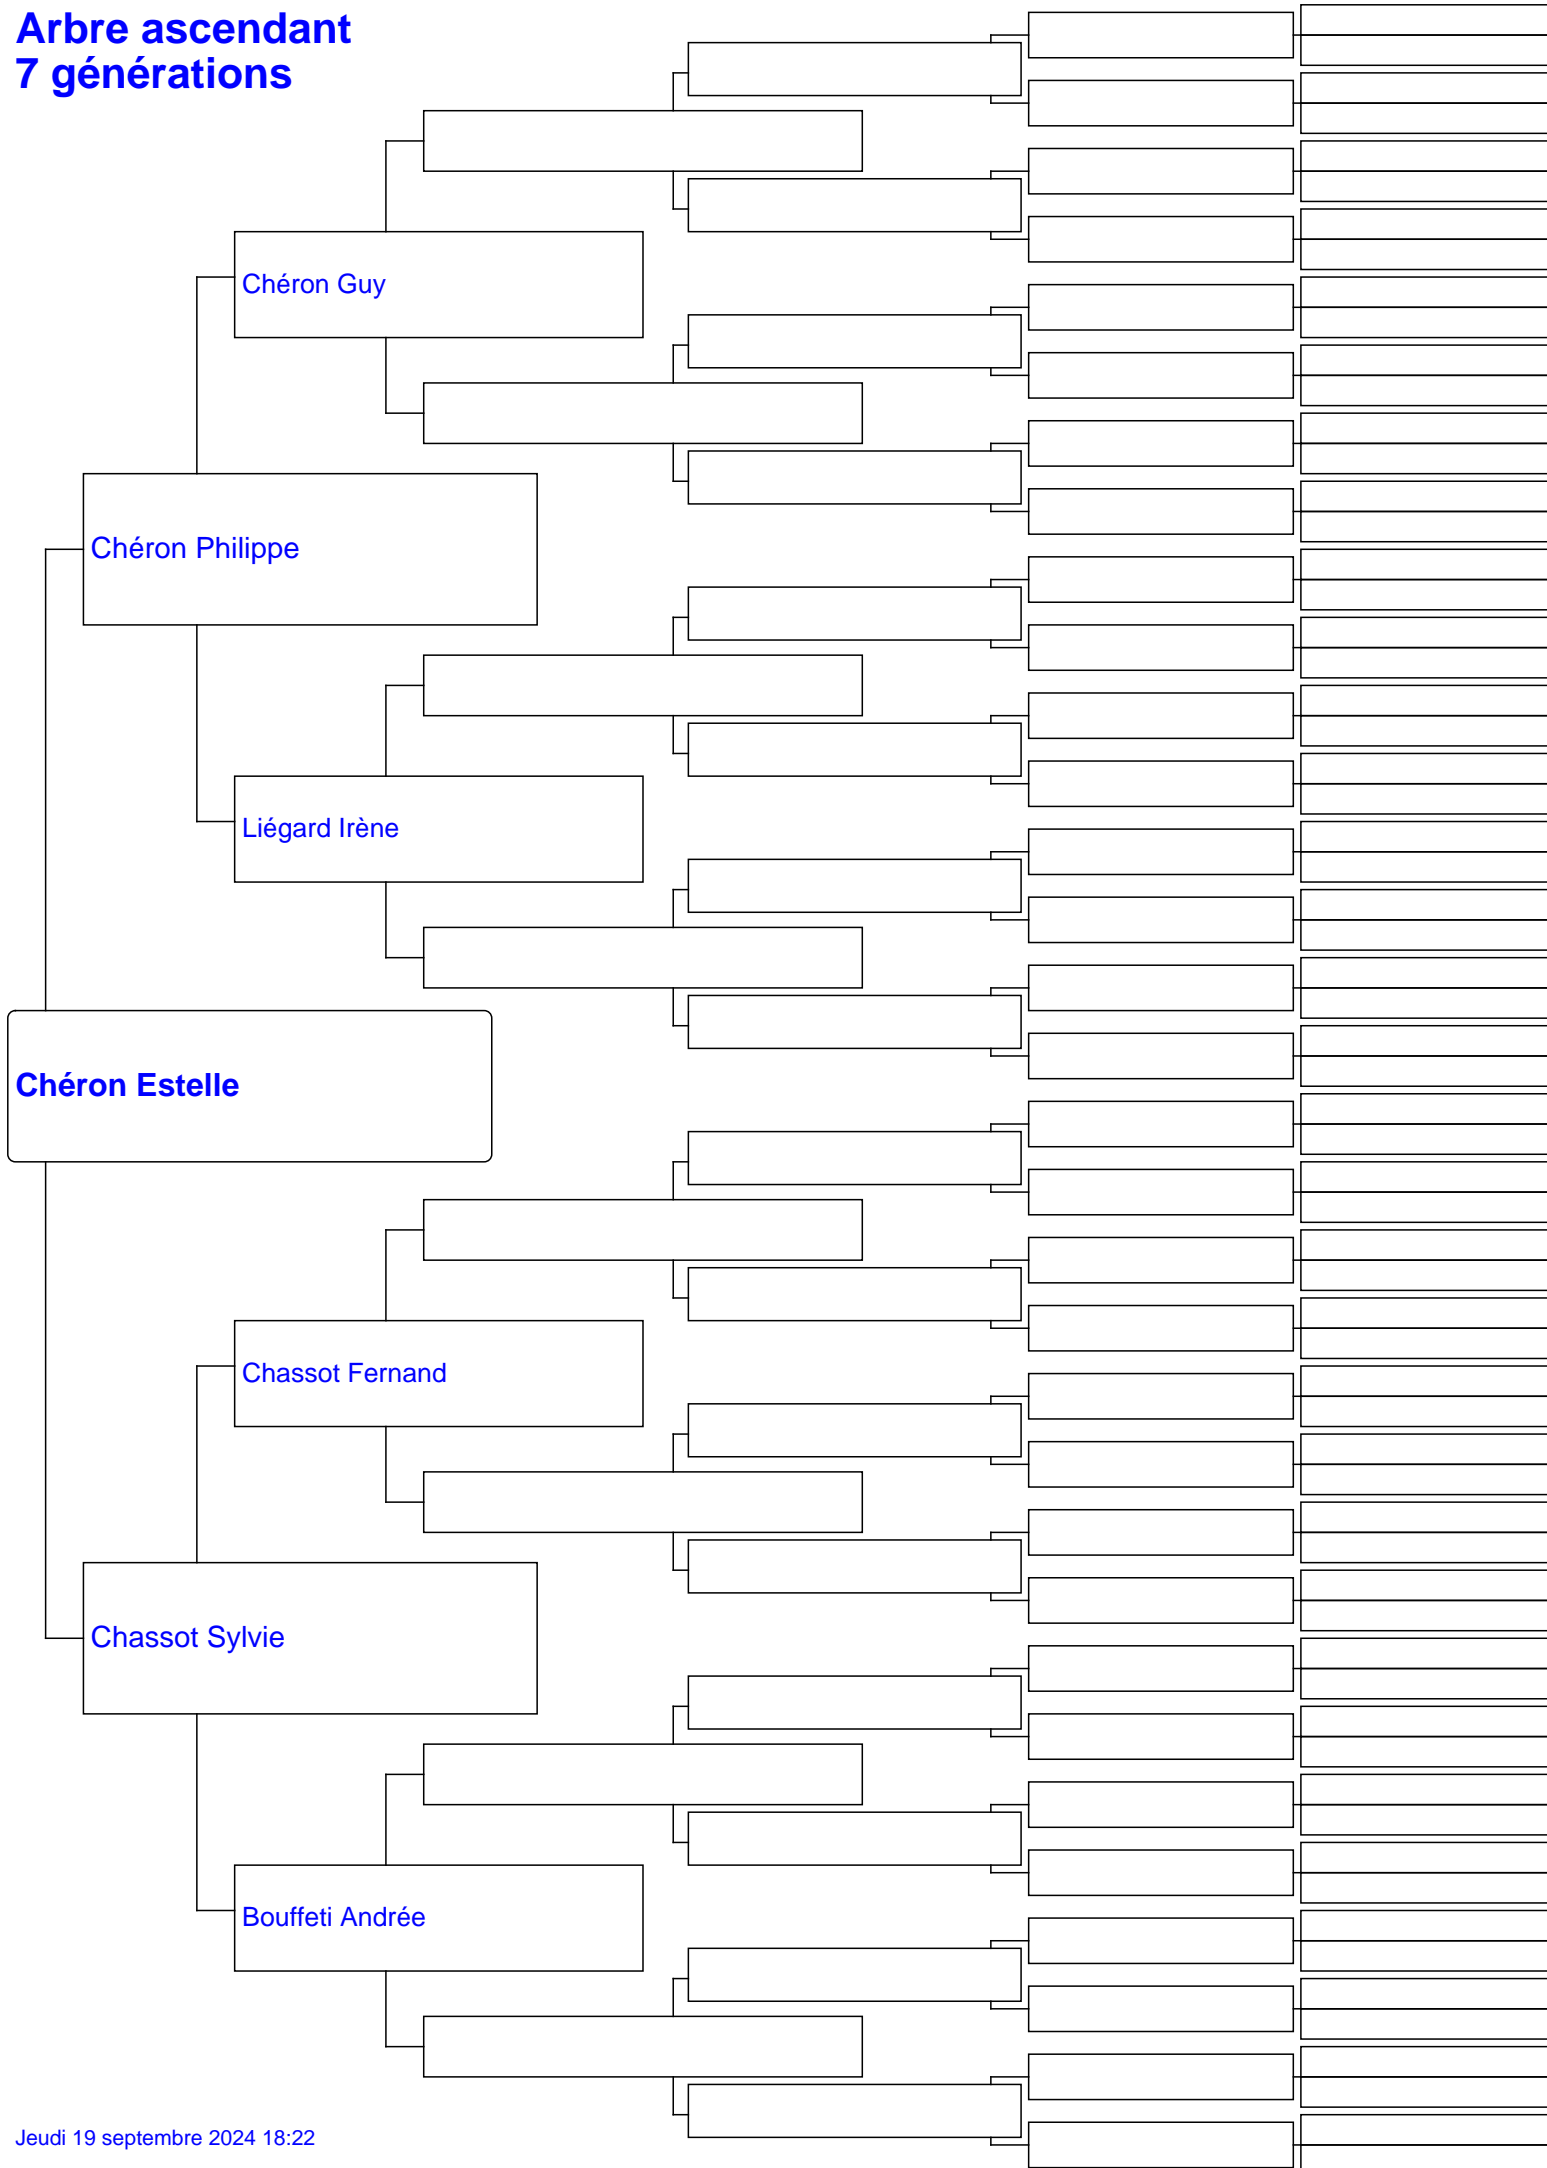 Arbre ascendant
7 générations
Chéron Guy
Chéron Philippe
Liégard Irène
Chéron Estelle
Chassot Fernand
Chassot Sylvie
Bouffeti Andrée
Jeudi 19 septembre 2024 18:22